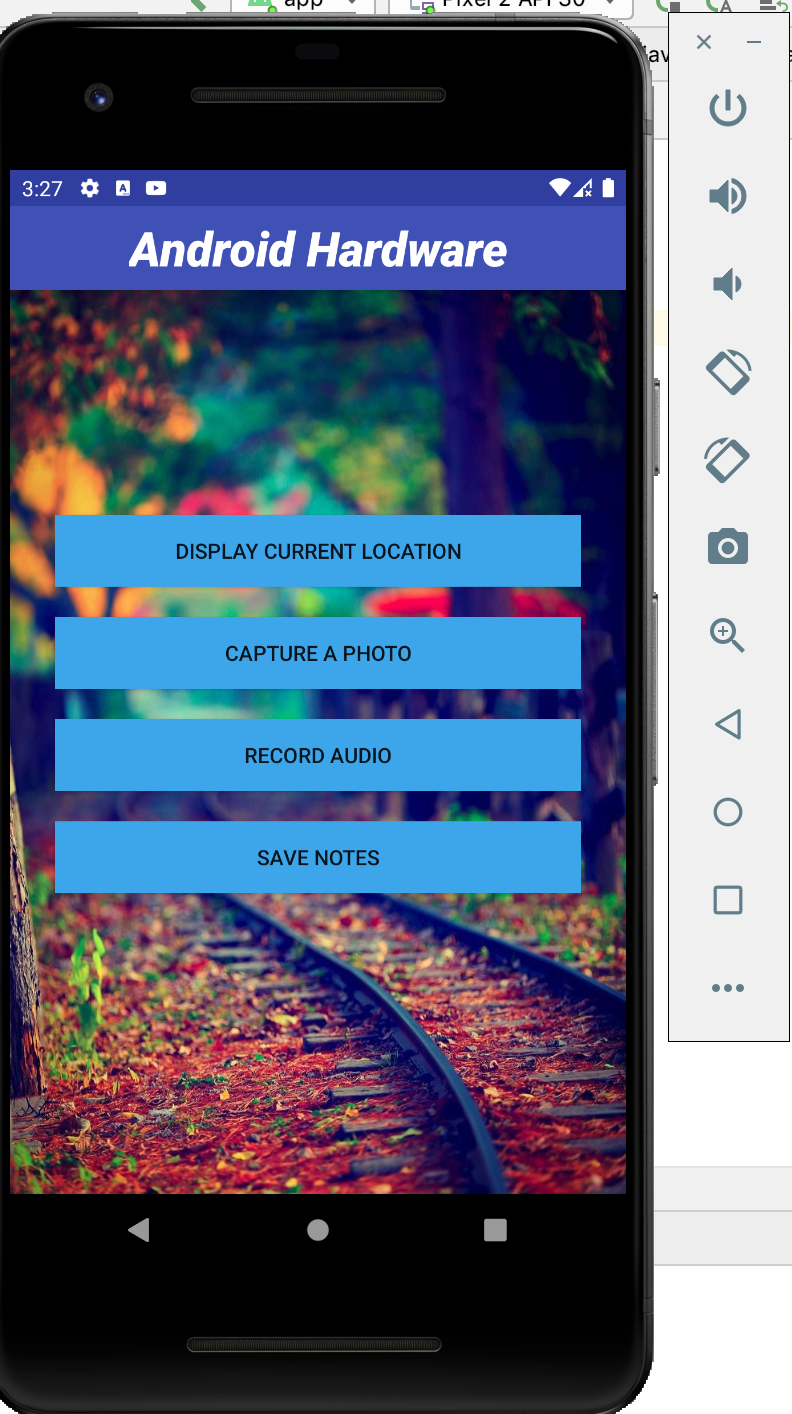 app
Pixel 2 API 30
3:27
Android Hardware
DISPLAY CURRENT LOCATION
CAPTURE A PHOTO
RECORD AUDIO
SAVE NOTES